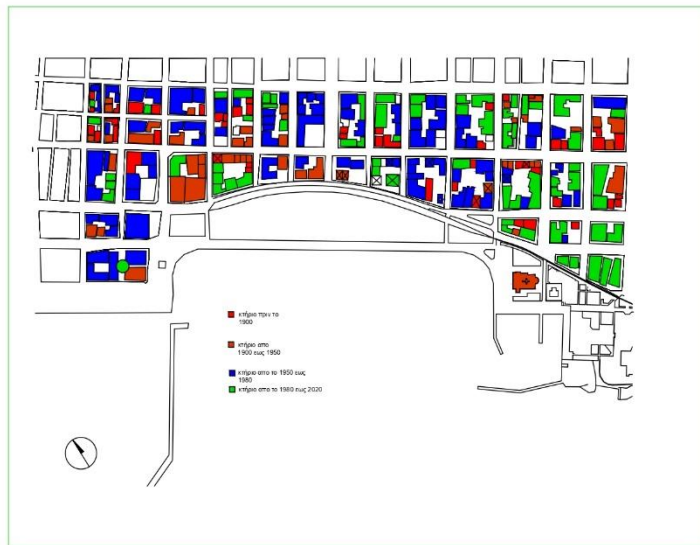 κτήριο πριν το
1900
κτιριο απο
1900 εως 1950
κτήριο απο το 1950 εως
1980
κτήριο απο το 1980 εως 2020